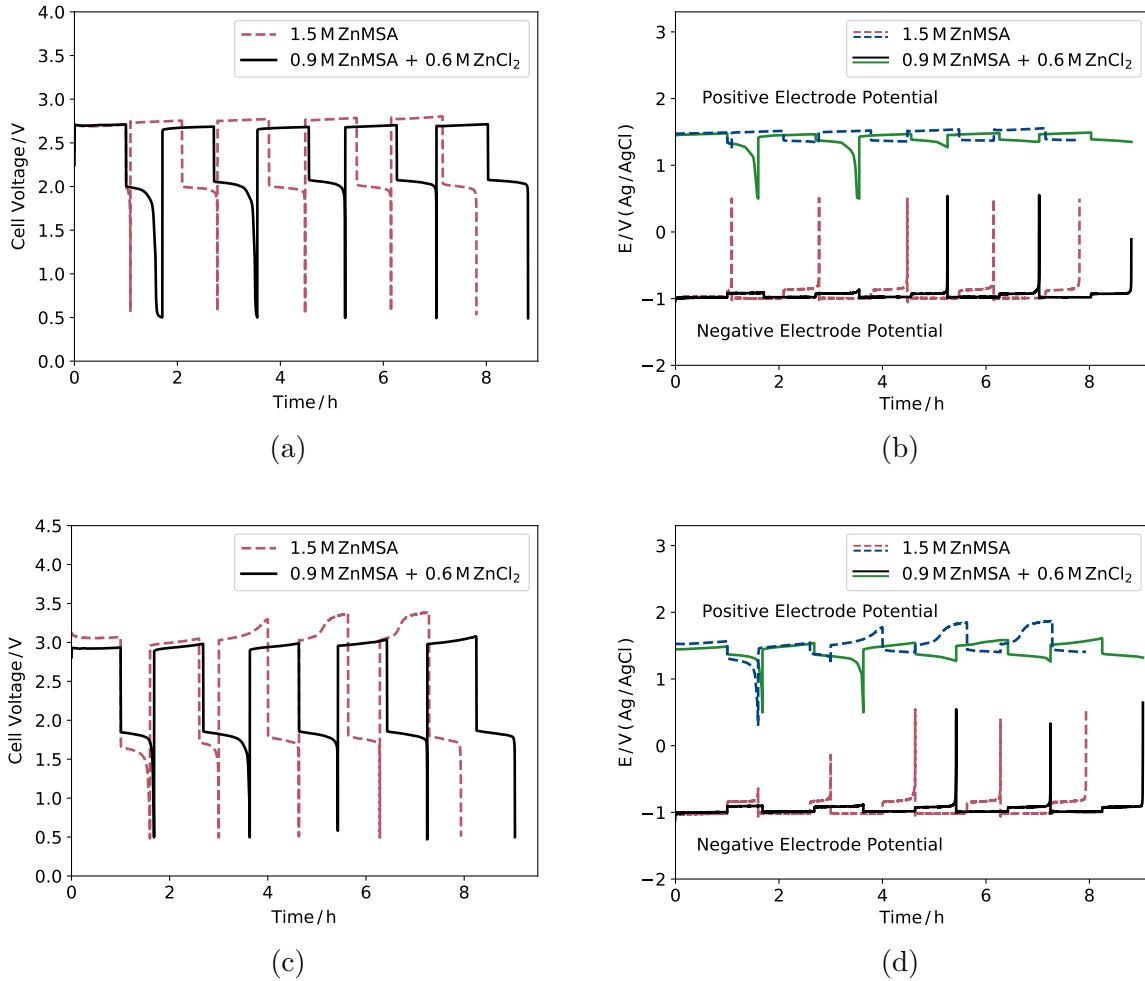 4.0
3.5
3.0
2.5
2.0
1.5
1.0
0.5
0.0
Cell Voltage / V
1.5 M ZnMSA
0.9 M ZnMSA + 0.6 M ZnCl₂
0 2 4 6 8
Time / h
(a)
3
2
1
0
−1
−2
E / V ( Ag / AgCl)
1.5 M ZnMSA
0.9 M ZnMSA + 0.6 M ZnCl₂
Positive Electrode Potential
Negative Electrode Potential
0 2 4 6 8
Time / h
(b)
4.5
4.0
3.5
3.0
2.5
2.0
1.5
1.0
0.5
0.0
Cell Voltage / V
1.5 M ZnMSA
0.9 M ZnMSA + 0.6 M ZnCl₂
0 2 4 6 8
Time / h
(c)
3
2
1
0
−1
−2
E / V ( Ag / AgCl)
1.5 M ZnMSA
0.9 M ZnMSA + 0.6 M ZnCl₂
Positive Electrode Potential
Negative Electrode Potential
0 2 4 6 8
Time / h
(d)